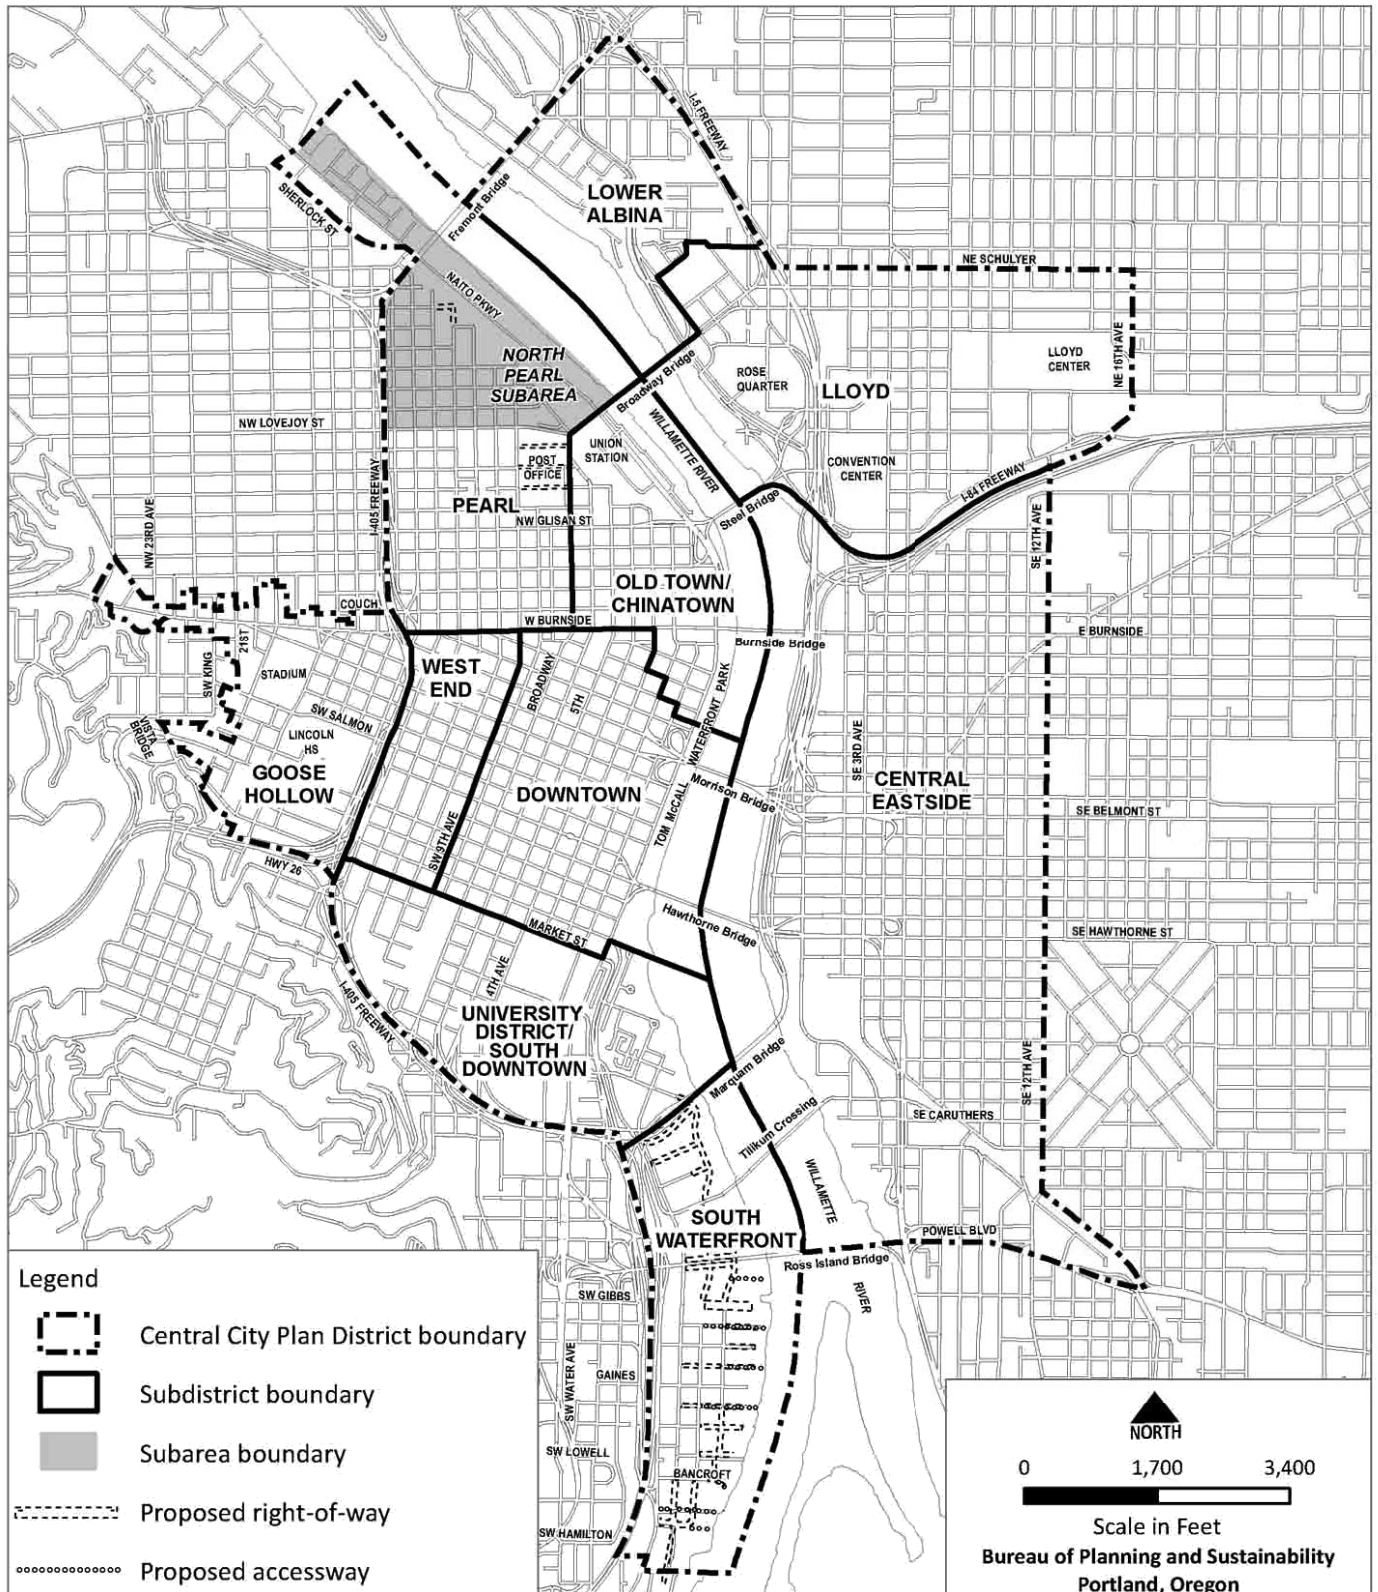 I-5 FREEWAY
LOWER
ALBINA
SHERLOCK ST
Fremont Bridge
NE SCHULYER
NAITO PKWY
NE 16TH AVE
NORTH
PEARL
SUBAREA
Broadway Bridge
ROSE
QUARTER
LLOYD
CENTER
LLOYD
NW LOVEJOY ST
UNION
STATION
WILLAMETTE RIVER
POST
OFFICE
CONVENTION
CENTER
I-405 FREEWAY
I-84 FREEWAY
PEARL
NW GLISAN ST
Steel Bridge
NW 23RD AVE
SE 12TH AVE
OLD TOWN/
CHINATOWN
COUCH
W BURNSIDE
Burnside Bridge
E BURNSIDE
21ST
SW KING
STADIUM
WEST
END
BROADWAY
5TH
SW SALMON
VISTA
BRIDGE
LINCOLN
HS
GOOSE
HOLLOW
DOWNTOWN
TOM McCALL WATERFRONT PARK
Morrison Bridge
SE 3RD AVE
CENTRAL
EASTSIDE
SE BELMONT ST
SW 9TH AVE
HWY 26
Hawthorne Bridge
SE HAWTHORNE ST
MARKET ST
4TH AVE
I-405 FREEWAY
UNIVERSITY
DISTRICT/
SOUTH
DOWNTOWN
Marquam Bridge
SE 12TH AVE
SE CARUTHERS
Tilikum Crossing
WILLAMETTE
RIVER
SOUTH
WATERFRONT
POWELL BLVD
Ross Island Bridge
SW GIBBS
SW WATER AVE
GAINES
SW LOWELL
BANCROFT
SW HAMILTON
Legend
Central City Plan District boundary
Subdistrict boundary
Subarea boundary
Proposed right-of-way
Proposed accessway
NORTH
0 1,700 3,400
Scale in Feet
Bureau of Planning and Sustainability
Portland, Oregon